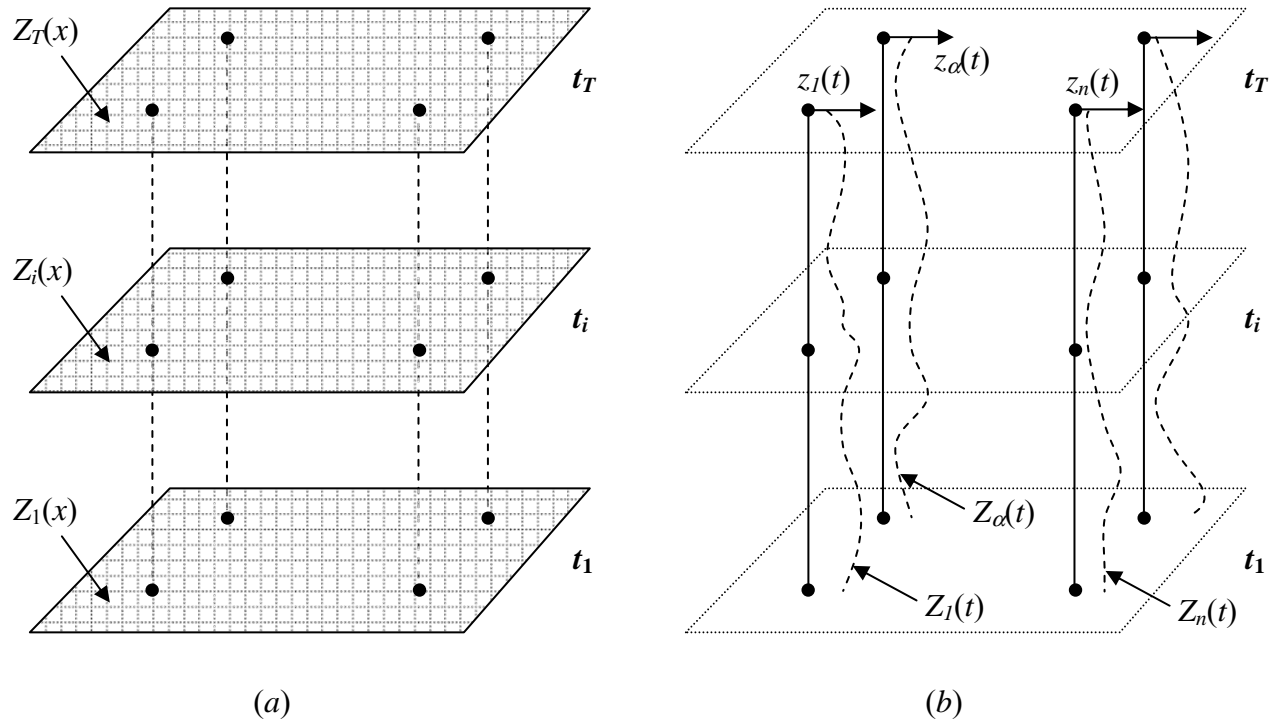 Z_T(x)
t_T
Z_i(x)
t_i
Z_1(x)
t_1
(a)
z_α(t)
z_1(t)
z_n(t)
t_T
t_i
Z_α(t)
t_1
Z_1(t)
Z_n(t)
(b)